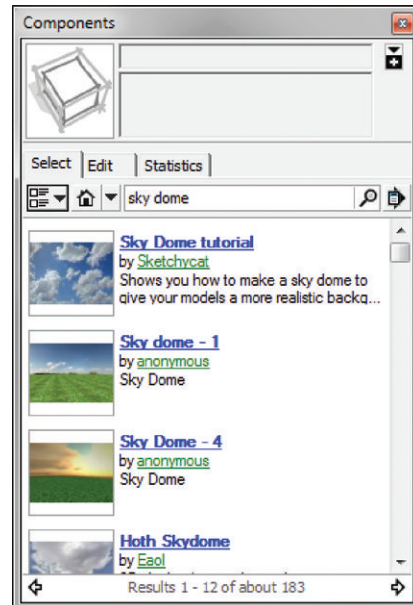 Components
Select Edit Statistics
sky dome
Sky Dome tutorial
by Sketchycat
Shows you how to make a sky dome to
give your models a more realistic backg...
Sky dome - 1
by anonymous
Sky Dome
Sky Dome - 4
by anonymous
Sky Dome
Hoth Skydome
by Eaol
Results 1 - 12 of about 183